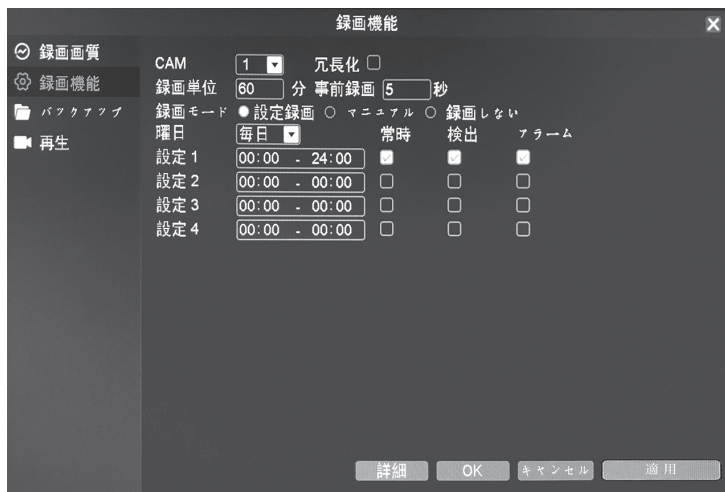 録画機能
録画画質
録画機能
バックアップ
再生
CAM 1 冗長化
録画単位 60 分 事前録画 5 秒
録画モード 設定録画 マニュアル 録画しない
曜日 毎日 常時 検出 アラーム
設定 1 00:00 - 24:00
設定 2 00:00 - 00:00
設定 3 00:00 - 00:00
設定 4 00:00 - 00:00
詳細 OK キャンセル 適用